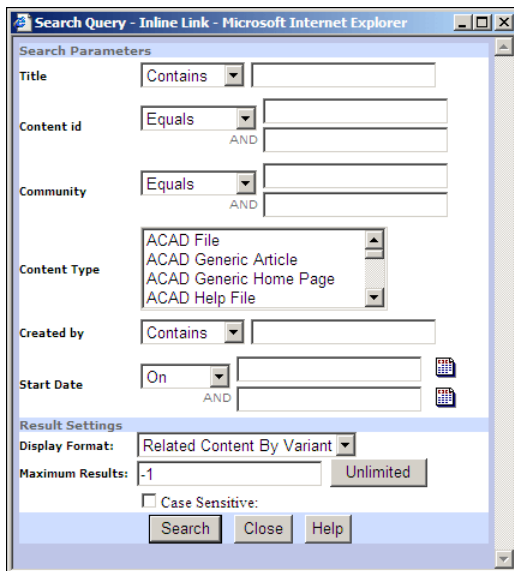 Search Query - Inline Link - Microsoft Internet Explorer
Search Parameters
Title Contains
Content id Equals
AND
Community Equals
AND
Content Type
ACAD File
ACAD Generic Article
ACAD Generic Home Page
ACAD Help File
Created by Contains
Start Date On
AND
Result Settings
Display Format: Related Content By Variant
Maximum Results: -1 Unlimited
Case Sensitive:
Search Close Help